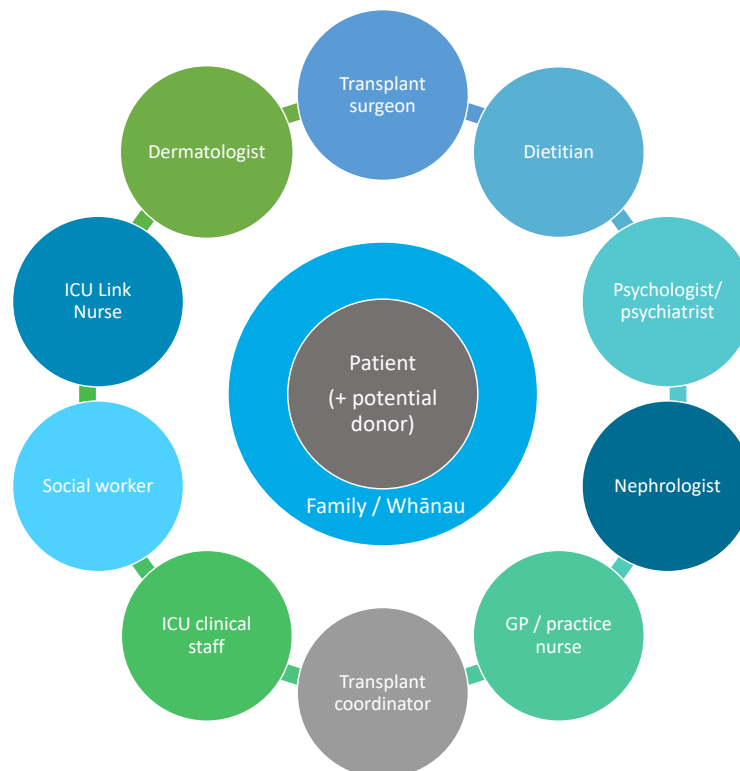 Transplant
surgeon
Dietitian
Psychologist/
psychiatrist
Nephrologist
GP / practice
nurse
Transplant
coordinator
ICU clinical
staff
Social worker
ICU Link
Nurse
Dermatologist
Patient
(+ potential
donor)
Family / Whānau